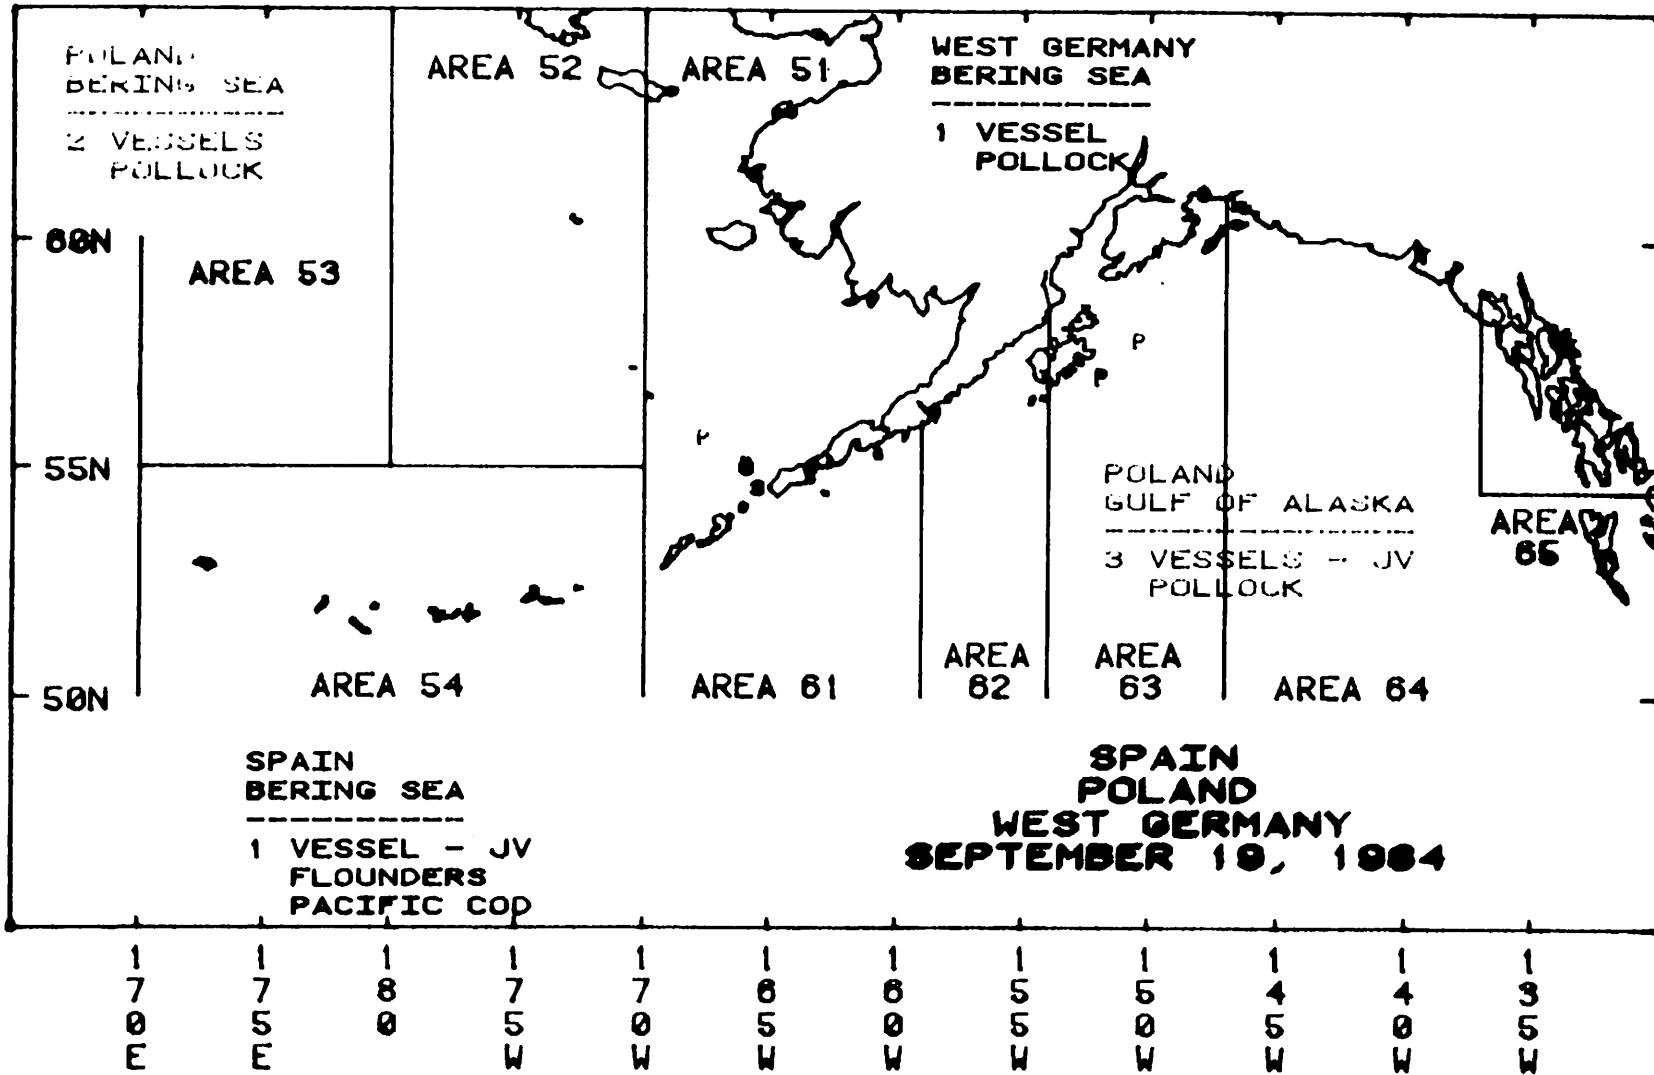 POLAND
BERING SEA
----------
2 VESSELS
POLLOCK
AREA 52
AREA 51
WEST GERMANY
BERING SEA
----------
1 VESSEL
POLLOCK
60N
AREA 53
P
P
P
55N
POLAND
GULF OF ALASKA
--------------
3 VESSELS - JV
POLLOCK
AREA
65
50N
AREA 54
AREA 61
AREA
62
AREA
63
AREA 64
SPAIN
BERING SEA
----------
1 VESSEL - JV
FLOUNDERS
PACIFIC COD
SPAIN
POLAND
WEST GERMANY
SEPTEMBER 19, 1984
170E
175E
180
175W
170W
165W
160W
155W
150W
145W
140W
135W